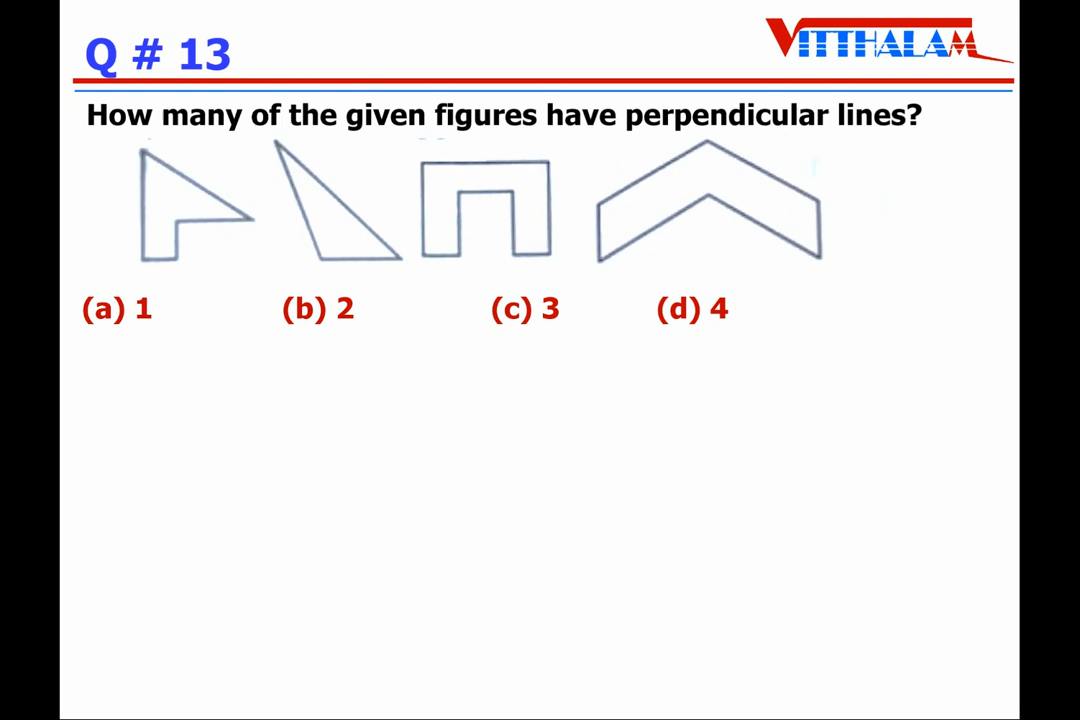 Q # 13
VITTHALAM
How many of the given figures have perpendicular lines?
(a) 1 (b) 2 (c) 3 (d) 4